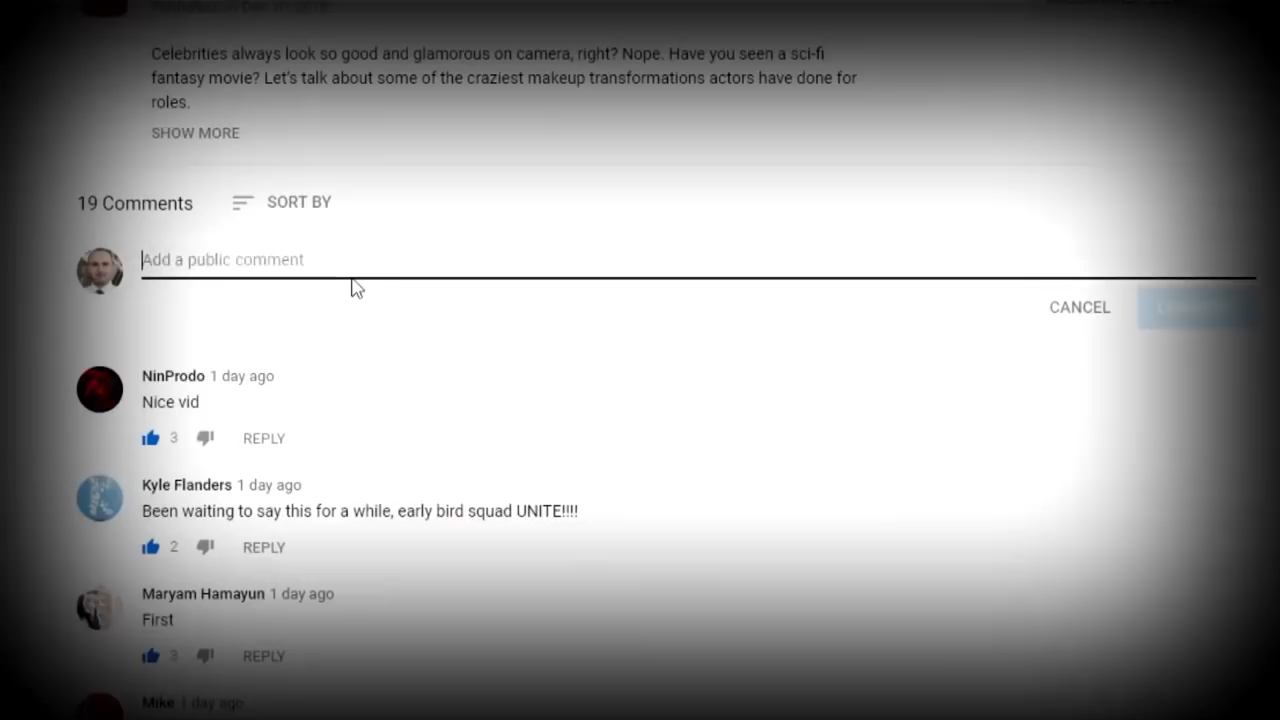 Celebrities always look so good and glamorous on camera, right? Nope. Have you seen a sci-fi
fantasy movie? Let's talk about some of the craziest makeup transformations actors have done for
roles.
SHOW MORE
19 Comments SORT BY
Add a public comment
CANCEL
NinProdo 1 day ago
Nice vid
3 REPLY
Kyle Flanders 1 day ago
Been waiting to say this for a while, early bird squad UNITE!!!!
2 REPLY
Maryam Hamayun 1 day ago
First
3 REPLY
Mike 1 day ago